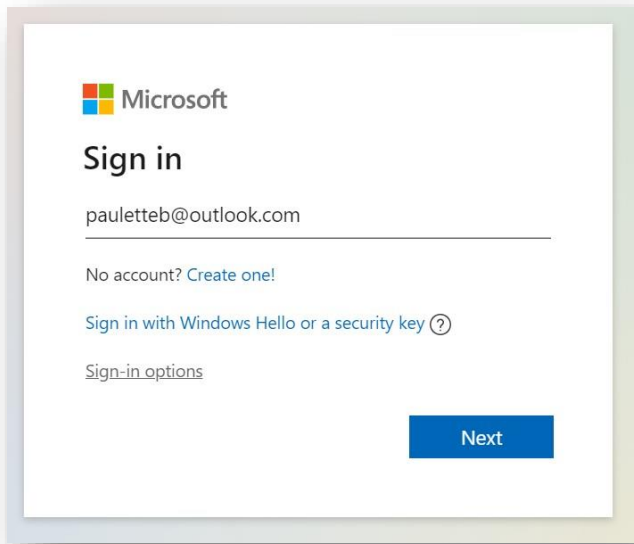 Microsoft
Sign in
pauletteb@outlook.com
No account? Create one!
Sign in with Windows Hello or a security key ?
Sign-in options
Next